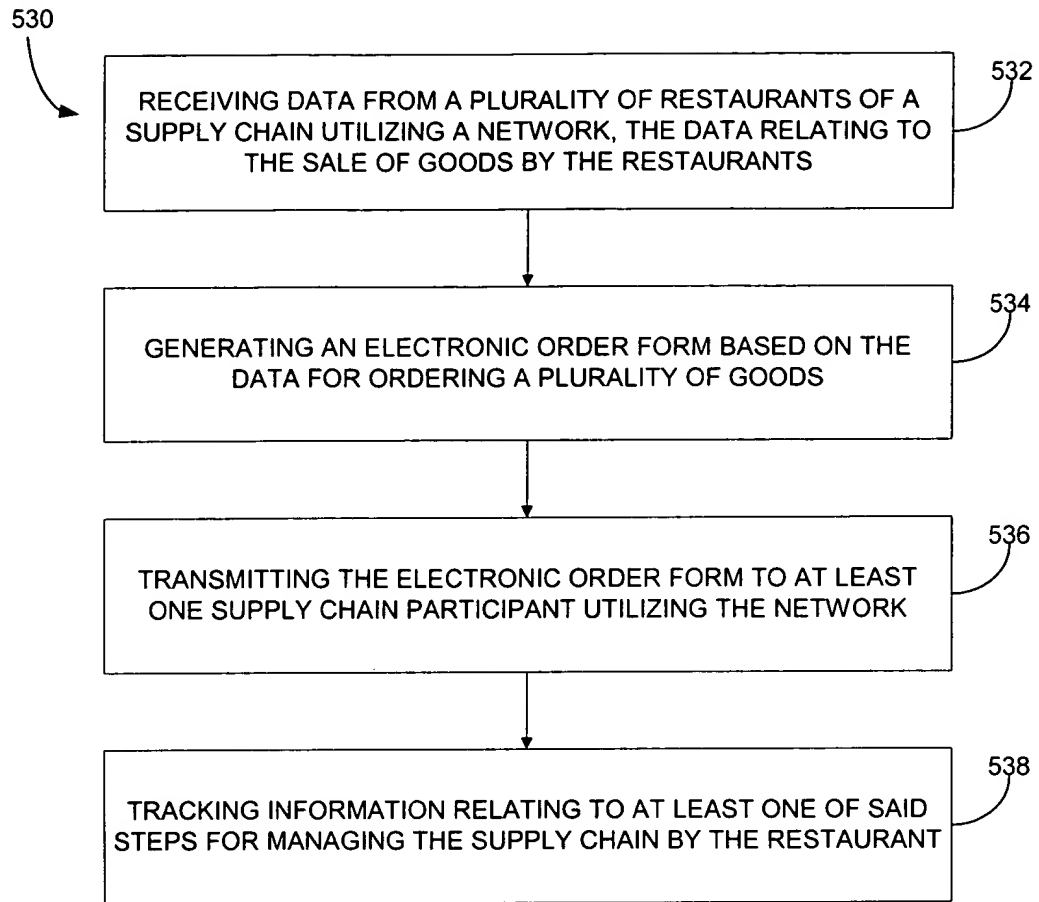 530
532
RECEIVING DATA FROM A PLURALITY OF RESTAURANTS OF A
SUPPLY CHAIN UTILIZING A NETWORK, THE DATA RELATING TO
THE SALE OF GOODS BY THE RESTAURANTS
534
GENERATING AN ELECTRONIC ORDER FORM BASED ON THE
DATA FOR ORDERING A PLURALITY OF GOODS
536
TRANSMITTING THE ELECTRONIC ORDER FORM TO AT LEAST
ONE SUPPLY CHAIN PARTICIPANT UTILIZING THE NETWORK
538
TRACKING INFORMATION RELATING TO AT LEAST ONE OF SAID
STEPS FOR MANAGING THE SUPPLY CHAIN BY THE RESTAURANT